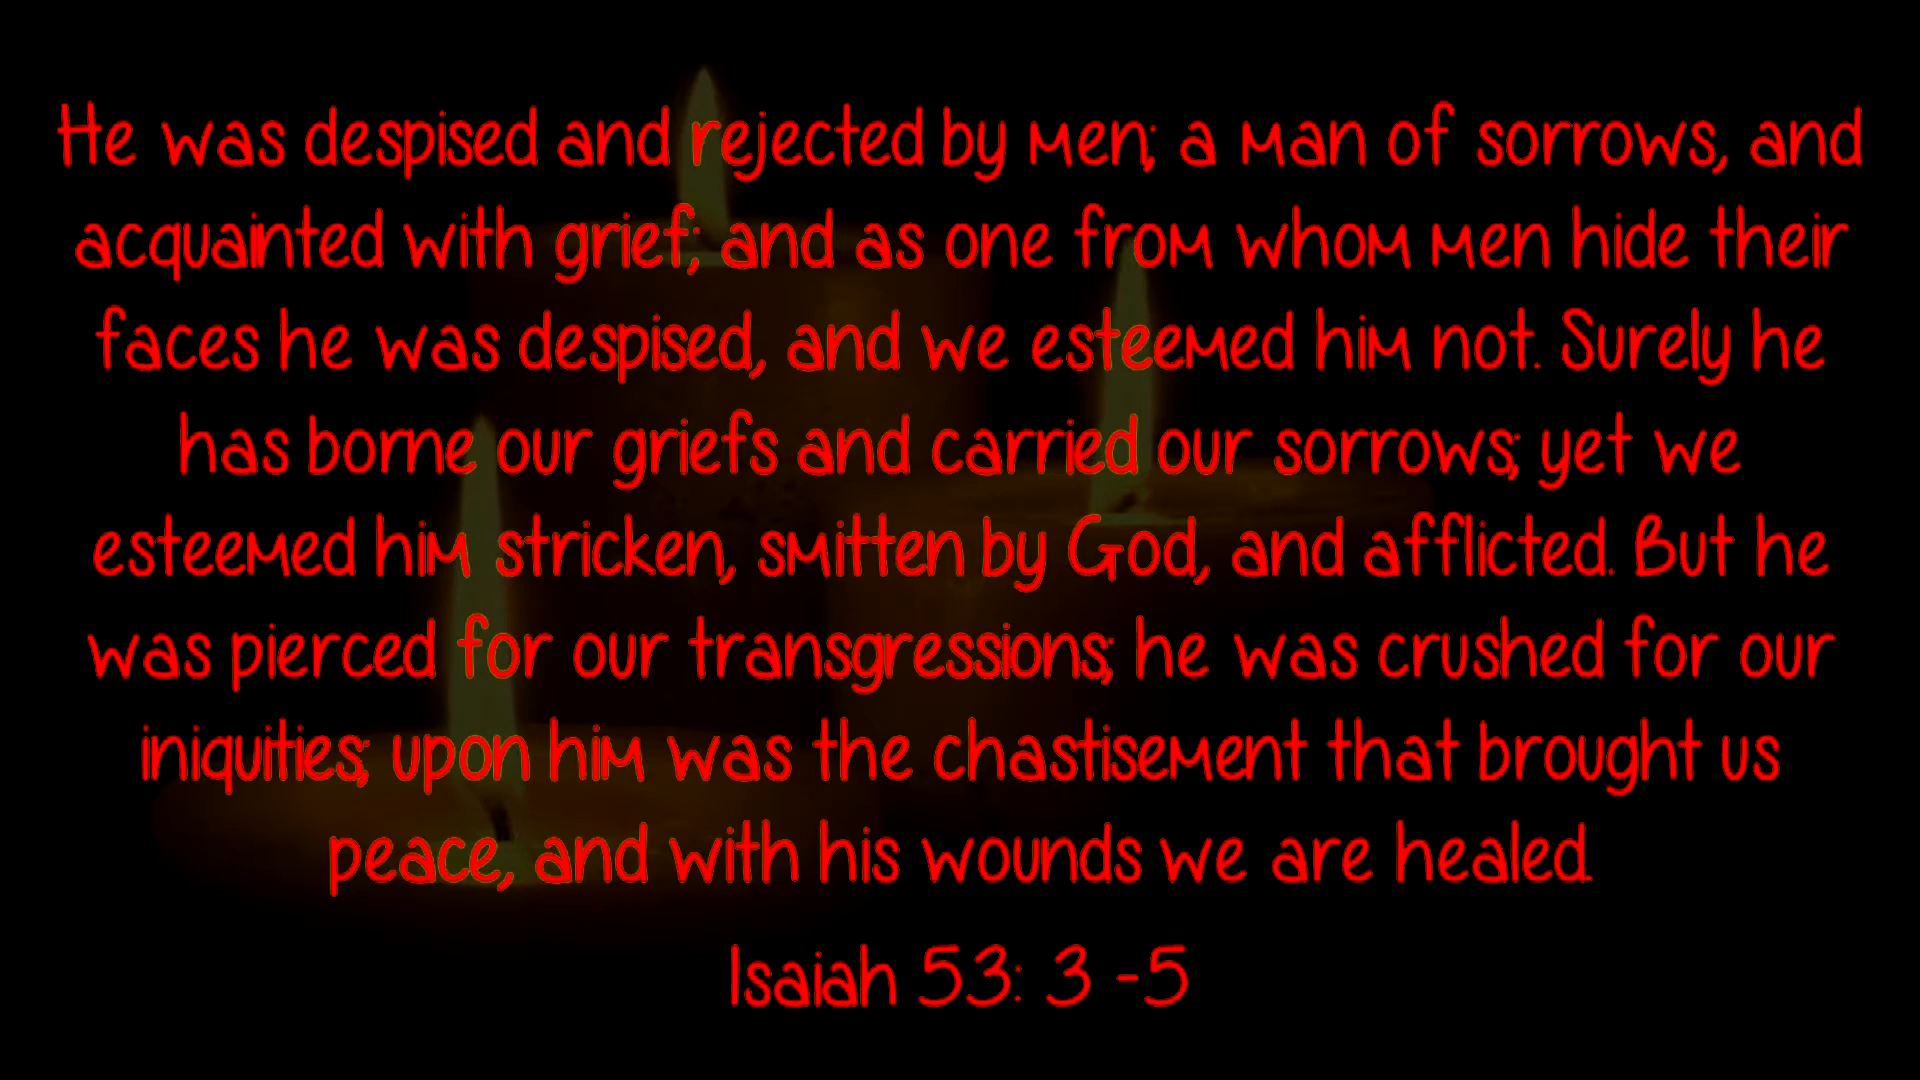 He was despised and rejected by men; a man of sorrows, and
acquainted with grief; and as one from whom men hide their
faces he was despised, and we esteemed him not. Surely he
has borne our griefs and carried our sorrows; yet we
esteemed him stricken, smitten by God, and afflicted. But he
was pierced for our transgressions; he was crushed for our
iniquities; upon him was the chastisement that brought us
peace, and with his wounds we are healed.
Isaiah 53: 3 -5